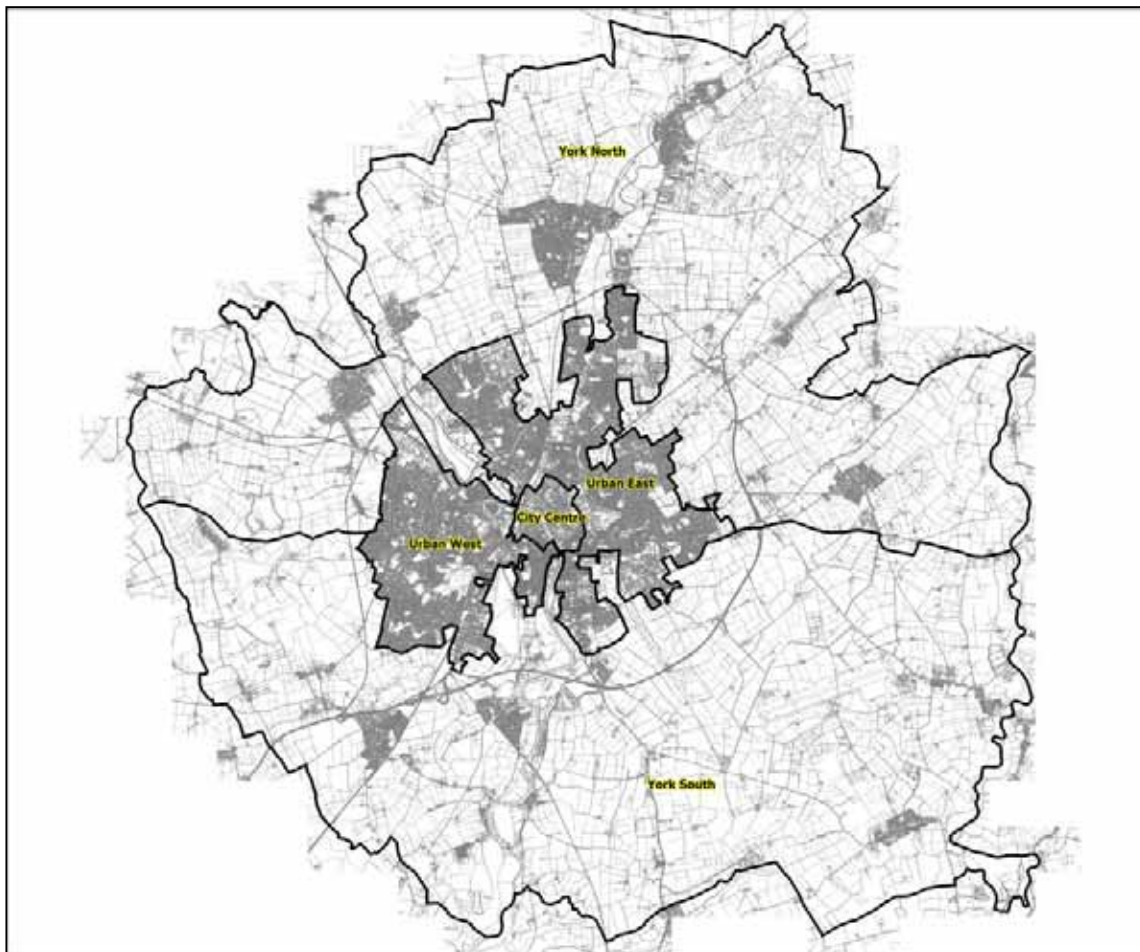 York North
Urban East
City Centre
Urban West
York South